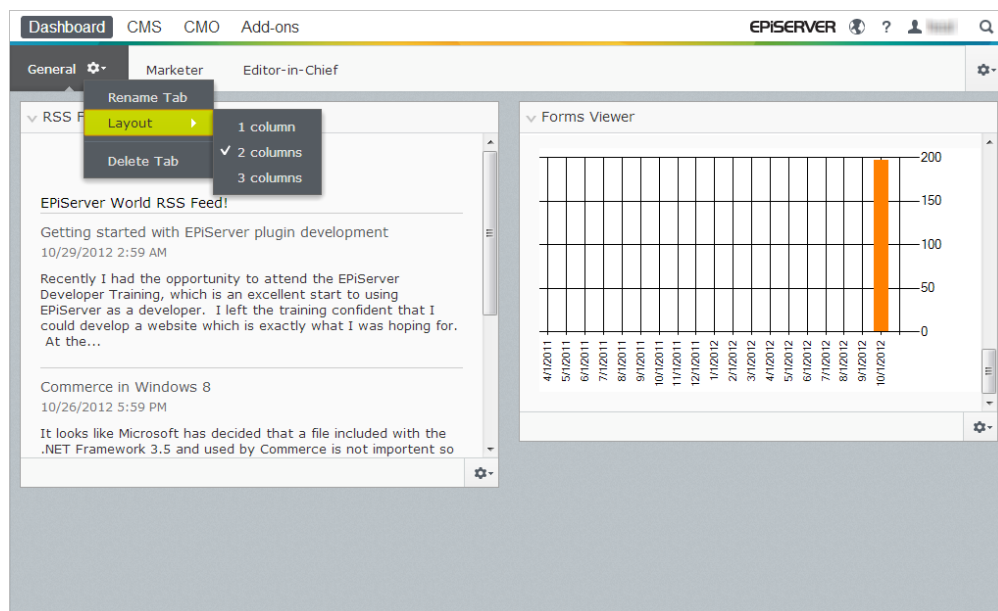 Dashboard CMS CMO Add-ons EPiSERVER ?
General Marketer Editor-in-Chief
Rename Tab
Layout
Delete Tab
1 column
2 columns
3 columns
RSS
EPiServer World RSS Feed!
Getting started with EPiServer plugin development
10/29/2012 2:59 AM
Recently I had the opportunity to attend the EPiServer
Developer Training, which is an excellent start to using
EPiServer as a developer. I left the training confident that I
could develop a website which is exactly what I was hoping for.
At the...
Commerce in Windows 8
10/26/2012 5:59 PM
It looks like Microsoft has decided that a file included with the
.NET Framework 3.5 and used by Commerce is not importent so
Forms Viewer
200
150
100
50
0
4/1/2011
5/1/2011
6/1/2011
7/1/2011
8/1/2011
9/1/2011
10/1/2011
11/1/2011
12/1/2011
1/1/2012
2/1/2012
3/1/2012
4/1/2012
5/1/2012
6/1/2012
7/1/2012
8/1/2012
9/1/2012
10/1/2012